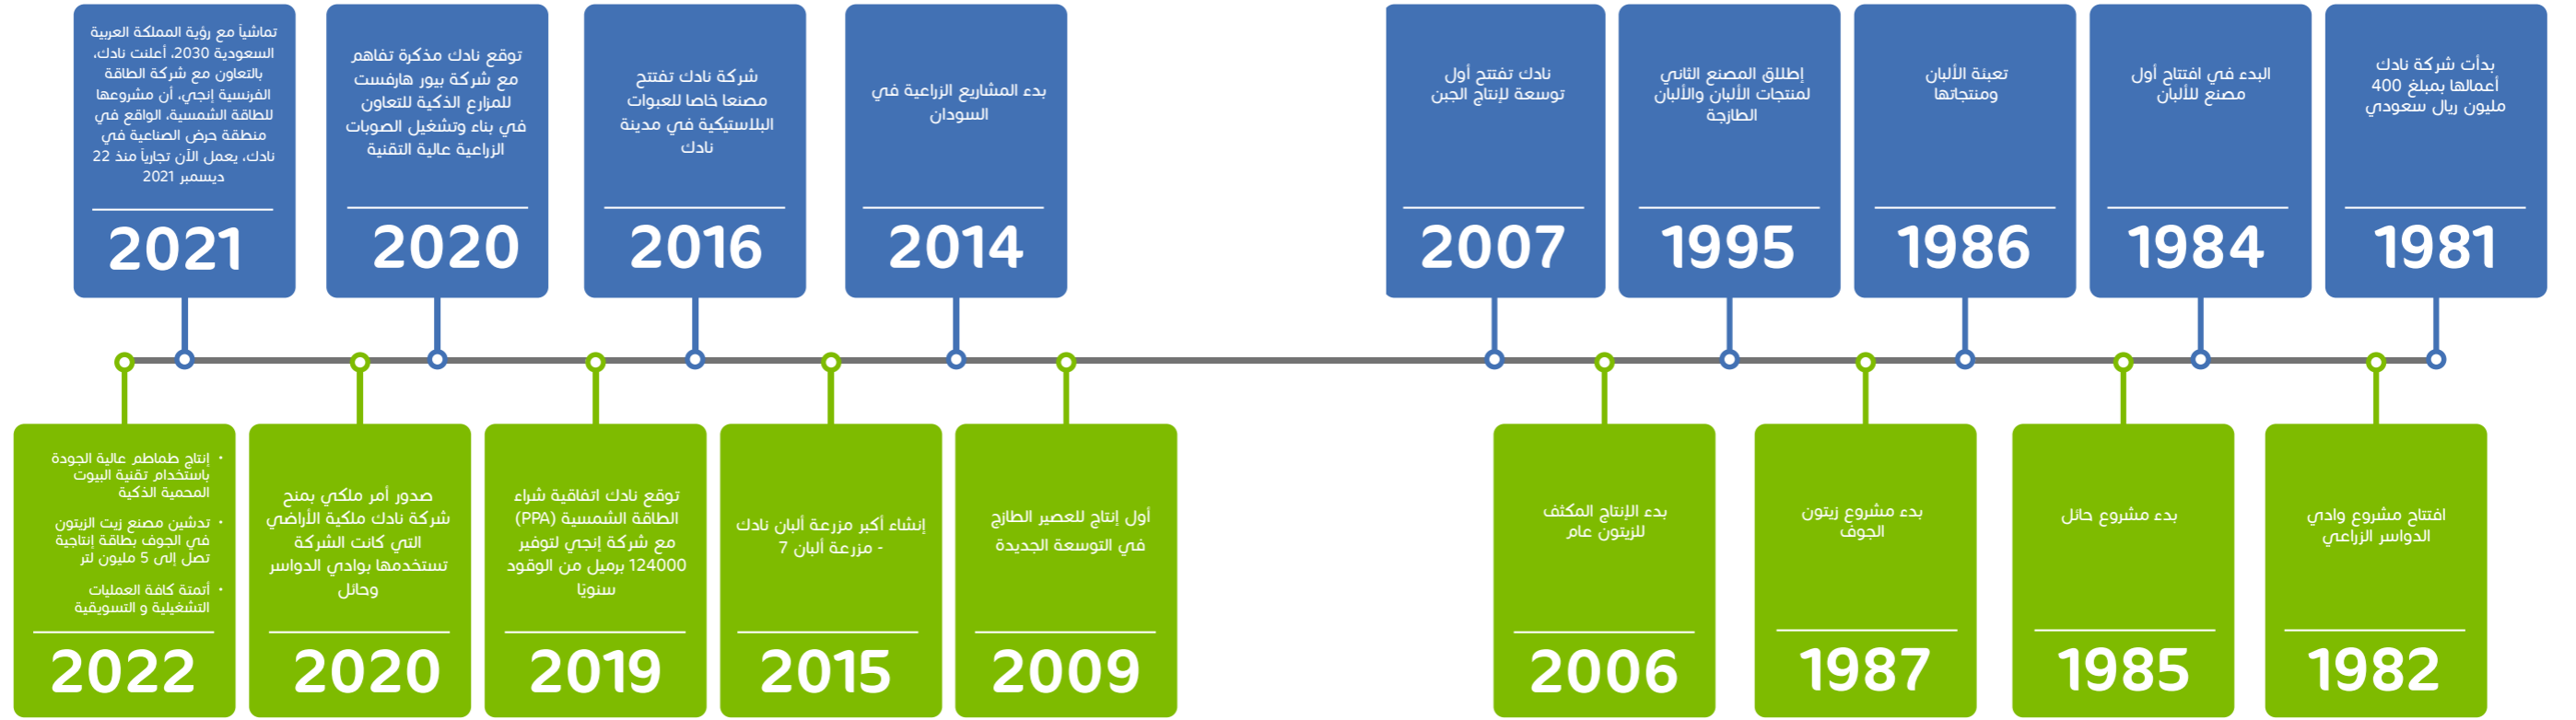 بدأت شركة نادك
أعمالها بمبلغ 400
مليون ريال سعودي
1981
البدء في افتتاح أول
مصنع للألبان
1984
تعبئة الألبان
ومنتجاتها
1986
إطلاق المصنع الثاني
لمنتجات الألبان والألبان
الطازجة
1995
نادك تفتتح أول
توسعة لإنتاج الجبن
2007
بدء المشاريع الزراعية في
السودان
2014
شركة نادك تفتتح
مصنعا خاصا للعبوات
البلاستيكية في مدينة
نادك
2016
توقع نادك مذكرة تفاهم
مع شركة بيور هارفست
للمزارع الذكية للتعاون
في بناء وتشغيل الصوبات
الزراعية عالية التقنية
2020
تماشياً مع رؤية المملكة العربية
السعودية 2030، أعلنت نادك،
بالتعاون مع شركة الطاقة
الفرنسية إنجي، أن مشروعها
للطاقة الشمسية، الواقع في
منطقة حرض الصناعية في
نادك، يعمل الآن تجارياً منذ 22
ديسمبر 2021
2021
افتتاح مشروع وادي
الدواسر الزراعي
1982
بدء مشروع حائل
1985
بدء مشروع زيتون
الجوف
1987
بدء الإنتاج المكثف
للزيتون عام
2006
أول إنتاج للعصير الطازج
في التوسعة الجديدة
2009
إنشاء أكبر مزرعة ألبان نادك
- مزرعة ألبان 7
2015
توقع نادك اتفاقية شراء
الطاقة الشمسية (PPA)
مع شركة إنجي لتوفير
124000 برميل من الوقود
سنويًا
2019
صدور أمر ملكي بمنح
شركة نادك ملكية الأراضي
التي كانت الشركة
تستخدمها بوادي الدواسر
وحائل
2020
• إنتاج طماطم عالية الجودة
باستخدام تقنية البيوت
المحمية الذكية
• تدشين مصنع زيت الزيتون
في الجوف بطاقة إنتاجية
تصل إلى 5 مليون لتر
• أتمتة كافة العمليات
التشغيلية و التسويقية
2022